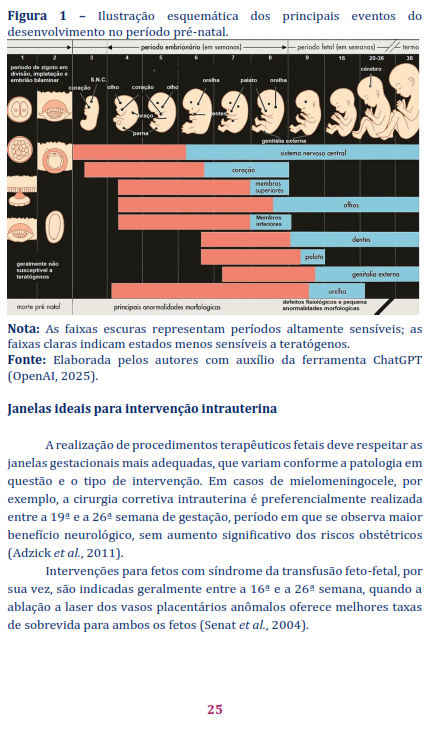 Figura 1 – Ilustração esquemática dos principais eventos do
desenvolvimento no período pré-natal.
período embrionário (em semanas)
período fetal (em semanas)
termo
1 2 3 4 5 6 7 8 9 16 20-36 38
período de zigoto em
divisão, implatação e
embrião bilaminar
S.N.C.
coração
olho
coração
olho
braço
perna
orelha
dentes
palato
orelha
genitália externa
cérebro
sistema nervoso central
coração
membros
superiores
olhos
Membros
inferiores
dentes
palato
genitalia externa
orelha
geralmente não
susceptível a
teratógenos
morte pré natal
principais anormalidades morfologicas
defeitos fisiológicos e pequena
anormalidades morfologicas
Nota: As faixas escuras representam períodos altamente sensíveis; as
faixas claras indicam estados menos sensíveis a teratógenos.
Fonte: Elaborada pelos autores com auxílio da ferramenta ChatGPT
(OpenAI, 2025).
Janelas ideais para intervenção intrauterina
A realização de procedimentos terapêuticos fetais deve respeitar as
janelas gestacionais mais adequadas, que variam conforme a patologia em
questão e o tipo de intervenção. Em casos de mielomeningocele, por
exemplo, a cirurgia corretiva intrauterina é preferencialmente realizada
entre a 19ª e a 26ª semana de gestação, período em que se observa maior
benefício neurológico, sem aumento significativo dos riscos obstétricos
(Adzick et al., 2011).
Intervenções para fetos com síndrome da transfusão feto-fetal, por
sua vez, são indicadas geralmente entre a 16ª e a 26ª semana, quando a
ablação a laser dos vasos placentários anômalos oferece melhores taxas
de sobrevida para ambos os fetos (Senat et al., 2004).
25